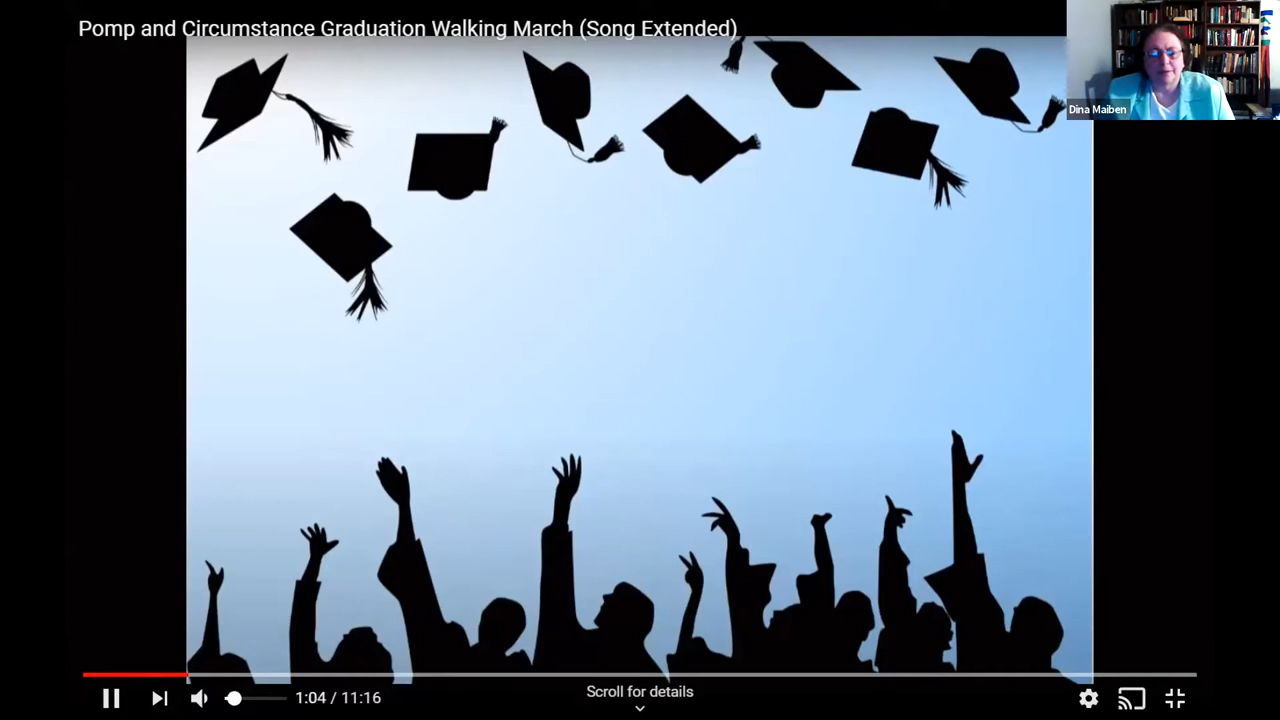 Pomp and Circumstance Graduation Walking March (Song Extended)
Dina Maiben
1:04 / 11:16
Scroll for details